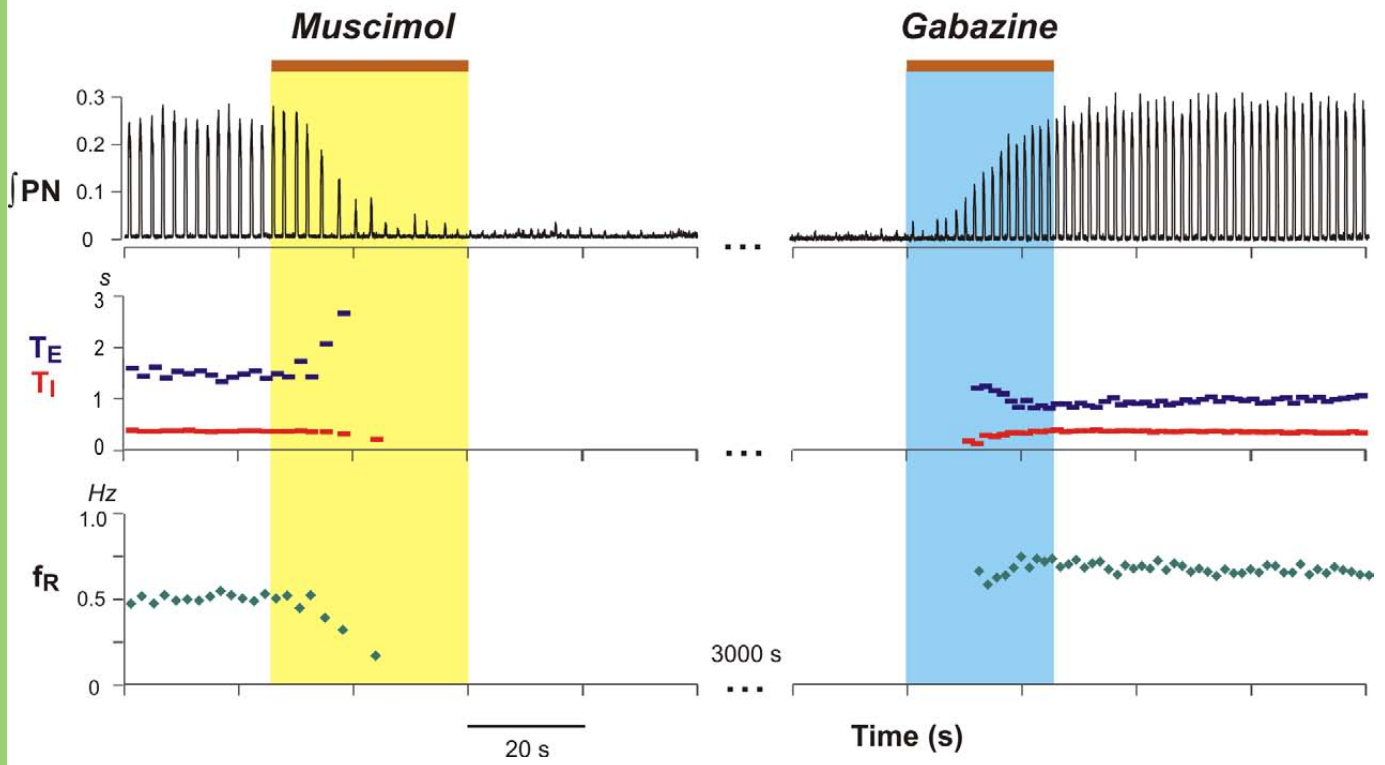 Muscimol
Gabazine
0.3
0.2
0.1
0
∫PN
...
s
3
2
1
0
TE
TI
...
Hz
1.0
0.5
0
fR
3000 s
...
20 s
Time (s)